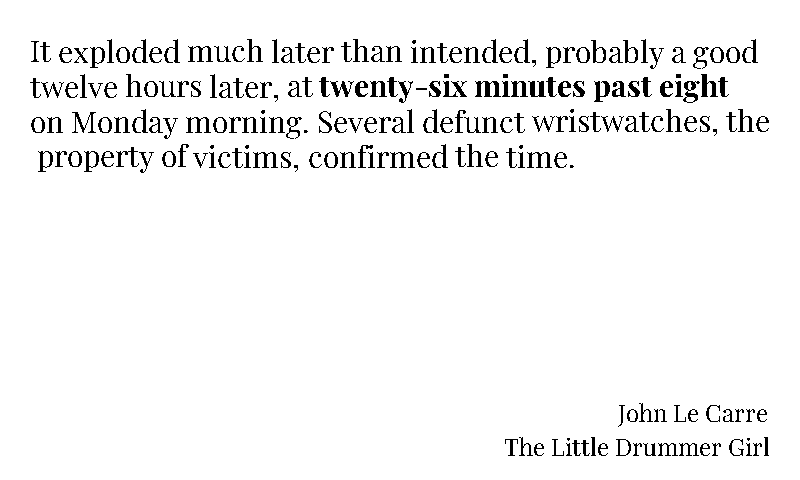 It exploded much later than intended, probably a good
twelve hours later, at twenty-six minutes past eight
on Monday morning. Several defunct wristwatches, the
property of victims, confirmed the time.
John Le Carre
The Little Drummer Girl